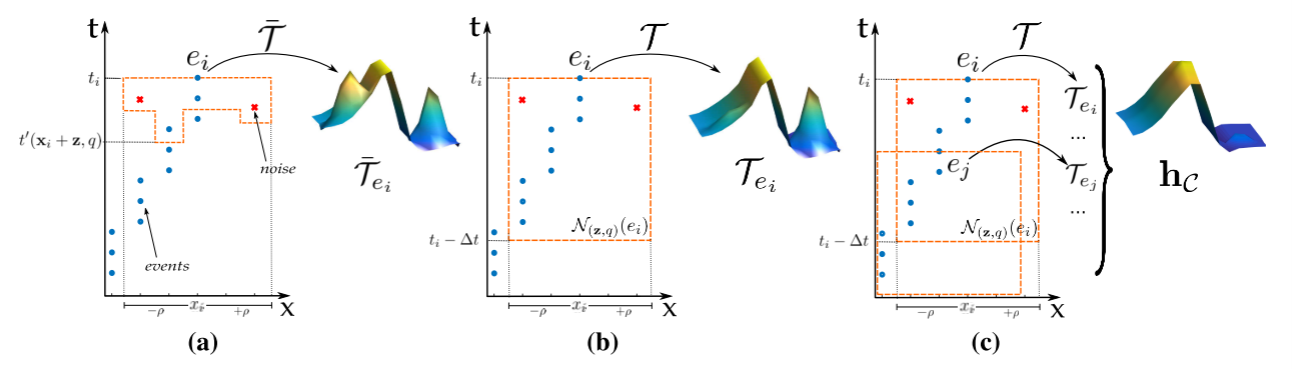 t
e_i
𝒯̄
t_i
t′(x_i + z, q)
noise
𝒯̄_{e_i}
events
−ρ
x_i
+ρ
x
(a)
t
e_i
𝒯
t_i
𝒯_{e_i}
𝒩_{(z,q)}(e_i)
t_i − Δt
−ρ
x_i
+ρ
x
(b)
t
e_i
𝒯
t_i
𝒯_{e_i}
...
e_j
𝒯_{e_j}
...
h_𝒞
𝒩_{(z,q)}(e_i)
t_i − Δt
−ρ
x_i
+ρ
x
(c)